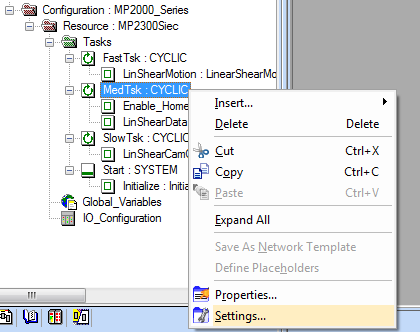 Configuration : MP2000_Series
Resource : MP2300Siec
Tasks
FastTsk : CYCLIC
LinShearMotion : LinearShearMo
MedTsk : CYCLIC
Enable_Home
LinShearData
SlowTsk : CYCLIC
LinShearCam
Start : SYSTEM
Initialize : Initia
Global_Variables
IO_Configuration
Insert...
Delete Delete
Cut Ctrl+X
Copy Ctrl+C
Paste Ctrl+V
Expand All
Save As Network Template
Define Placeholders
Properties...
Settings...